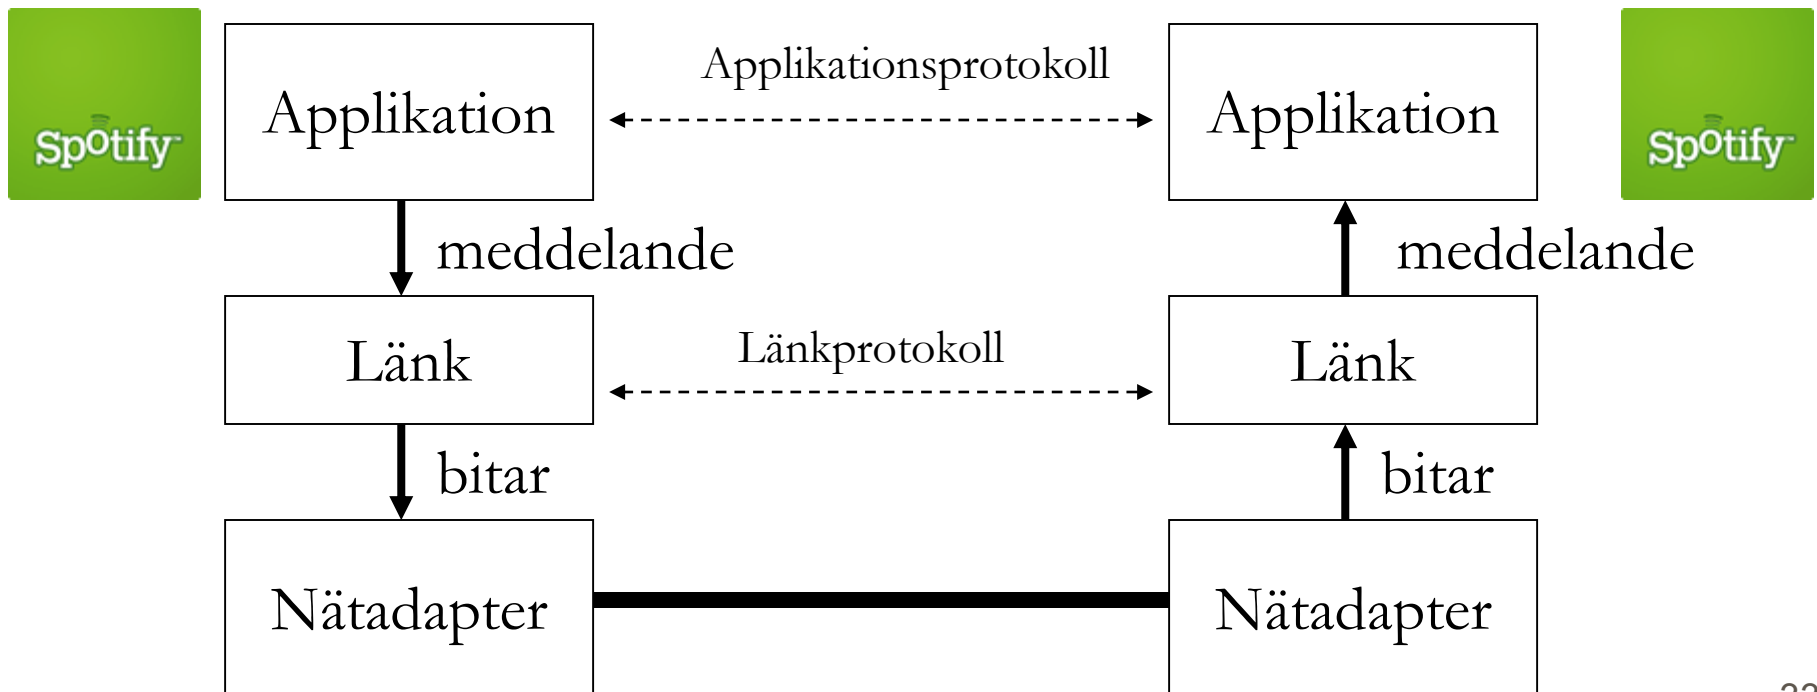 Spotify
Applikation
Applikationsprotokoll
Applikation
Spotify
meddelande
meddelande
Länk
Länkprotokoll
Länk
bitar
bitar
Nätadapter
Nätadapter